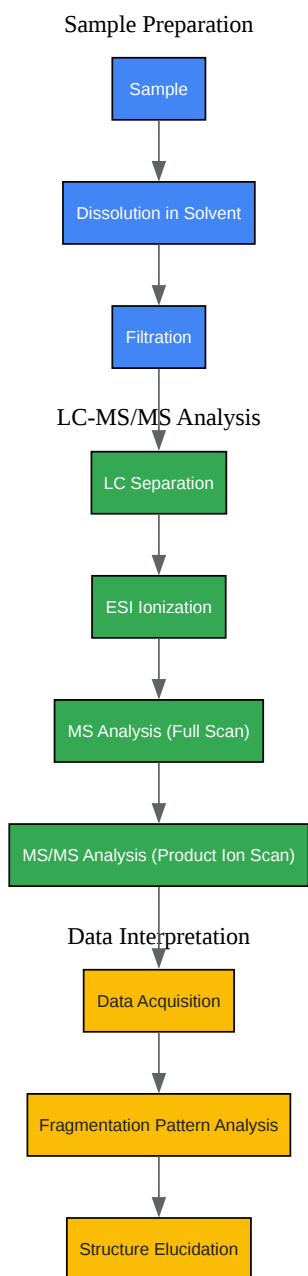 Sample Preparation
Sample
Dissolution in Solvent
Filtration
LC-MS/MS Analysis
LC Separation
ESI Ionization
MS Analysis (Full Scan)
MS/MS Analysis (Product Ion Scan)
Data Interpretation
Data Acquisition
Fragmentation Pattern Analysis
Structure Elucidation